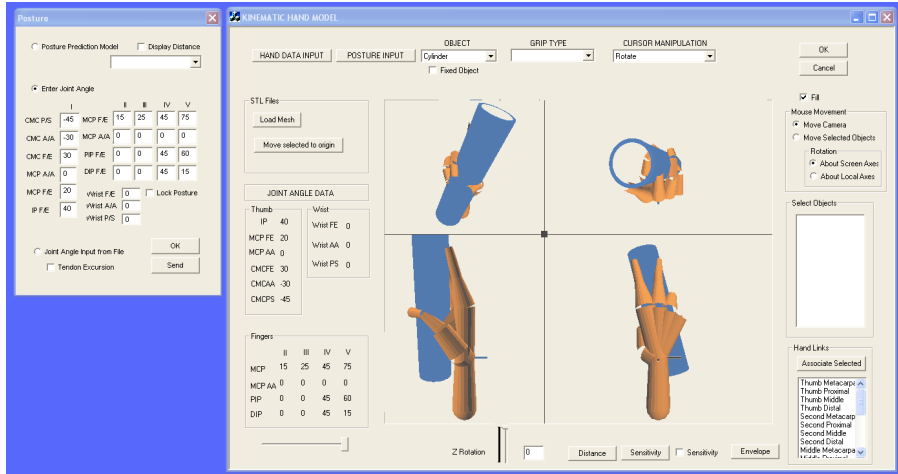 Posture
Posture Prediction Model
Display Distance
Enter Joint Angle
I II III IV V
CMC P/S -45 MCP F/E 15 25 45 75
CMC A/A -30 MCP A/A 0 0 0 0
CMC F/E 30 PIP F/E 0 0 45 60
MCP A/A 0 DIP F/E 0 0 45 15
MCP F/E 20 Wrist F/E 0 Lock Posture
IP F/E 40 Wrist A/A 0
Wrist P/S 0
Joint Angle Input from File OK
Tendon Excursion Send
KINEMATIC HAND MODEL
OBJECT GRIP TYPE CURSOR MANIPULATION
HAND DATA INPUT POSTURE INPUT Cylinder Rotate
Fixed Object
OK
Cancel
STL Files
Load Mesh
Move selected to origin
JOINT ANGLE DATA
Thumb
IP 40
MCP FE 20
MCP AA 0
CMCFE 30
CMCAA -30
CMCPS -45
Wrist
Wrist FE 0
Wrist AA 0
Wrist PS 0
Fingers
II III IV V
MCP 15 25 45 75
MCP AA 0 0 0 0
PIP 0 0 45 60
DIP 0 0 45 15
Z Rotation 0 Distance Sensitivity Sensitivity Envelope
Fill
Mouse Movement
Move Camera
Move Selected Objects
Rotation
About Screen Axes
About Local Axes
Select Objects
Hand Links
Associate Selected
Thumb Metacarpa
Thumb Proximal
Thumb Middle
Thumb Distal
Second Metacarp
Second Proximal
Second Middle
Second Distal
Middle Metacarpa
Middle Proximal